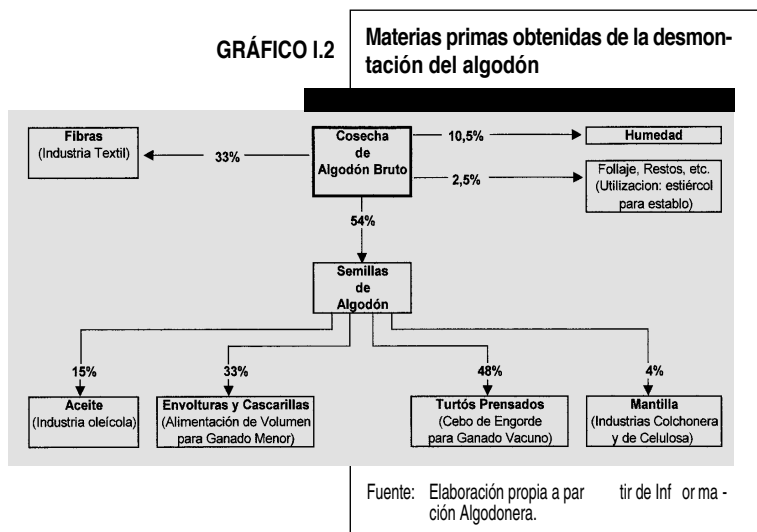 GRÁFICO I.2
Materias primas obtenidas de la desmon-
tación del algodón
Fibras
(Industria Textil)
33%
Cosecha
de
Algodón Bruto
10,5%
Humedad
2,5%
Follaje, Restos, etc.
(Utilizacion: estiércol
para establo)
54%
Semillas
de
Algodón
15%
33%
48%
4%
Aceite
(Industria oleícola)
Envolturas y Cascarillas
(Alimentación de Volumen
para Ganado Menor)
Turtós Prensados
(Cebo de Engorde
para Ganado Vacuno)
Mantilla
(Industrias Colchonera
y de Celulosa)
Fuente: Elaboración propia a par tir de Inf or ma -
ción Algodonera.